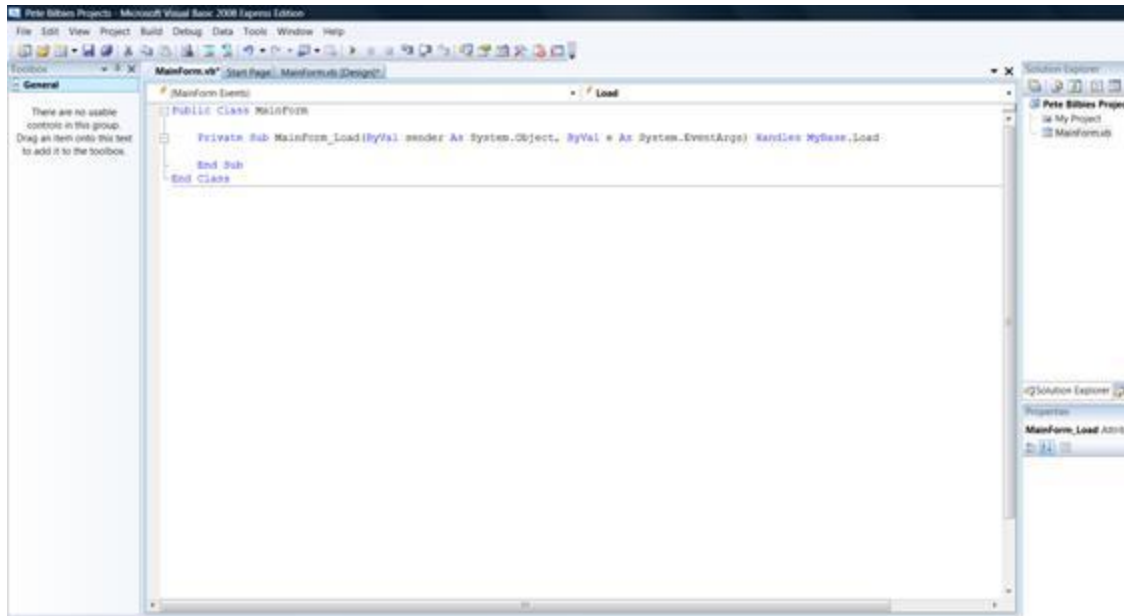 Pete Bibies Projects - Microsoft Visual Basic 2008 Express Edition
File Edit View Project Build Debug Data Tools Window Help
Toolbox
General
There are no usable
controls in this group.
Drag an item onto this text
to add it to the toolbox.
MainForm.vb* Start Page MainForm.vb [Design]*
(MainForm Events)
Load
Public Class MainForm
Private Sub MainForm_Load(ByVal sender As System.Object, ByVal e As System.EventArgs) Handles MyBase.Load
End Sub
End Class
Solution Explorer
Pete Bibies Projec
My Project
MainForm.vb
Solution Explorer
Properties
MainForm_Load Attrib